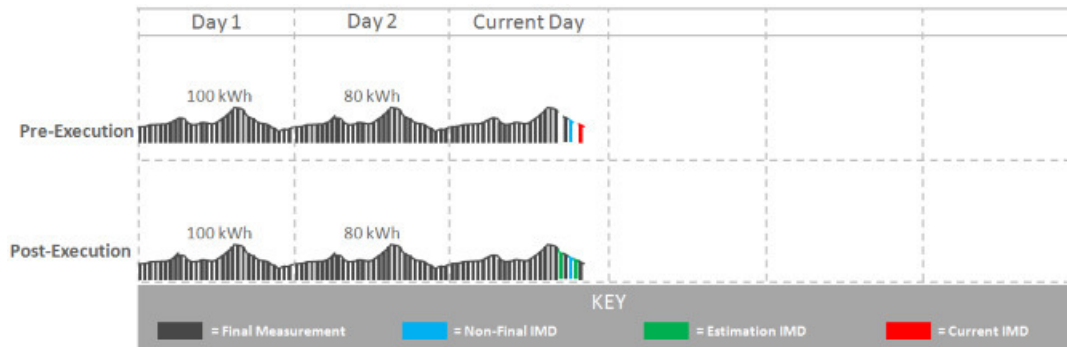 Day 1 Day 2 Current Day
100 kWh 80 kWh
Pre-Execution
100 kWh 80 kWh
Post-Execution
KEY
= Final Measurement = Non-Final IMD = Estimation IMD = Current IMD